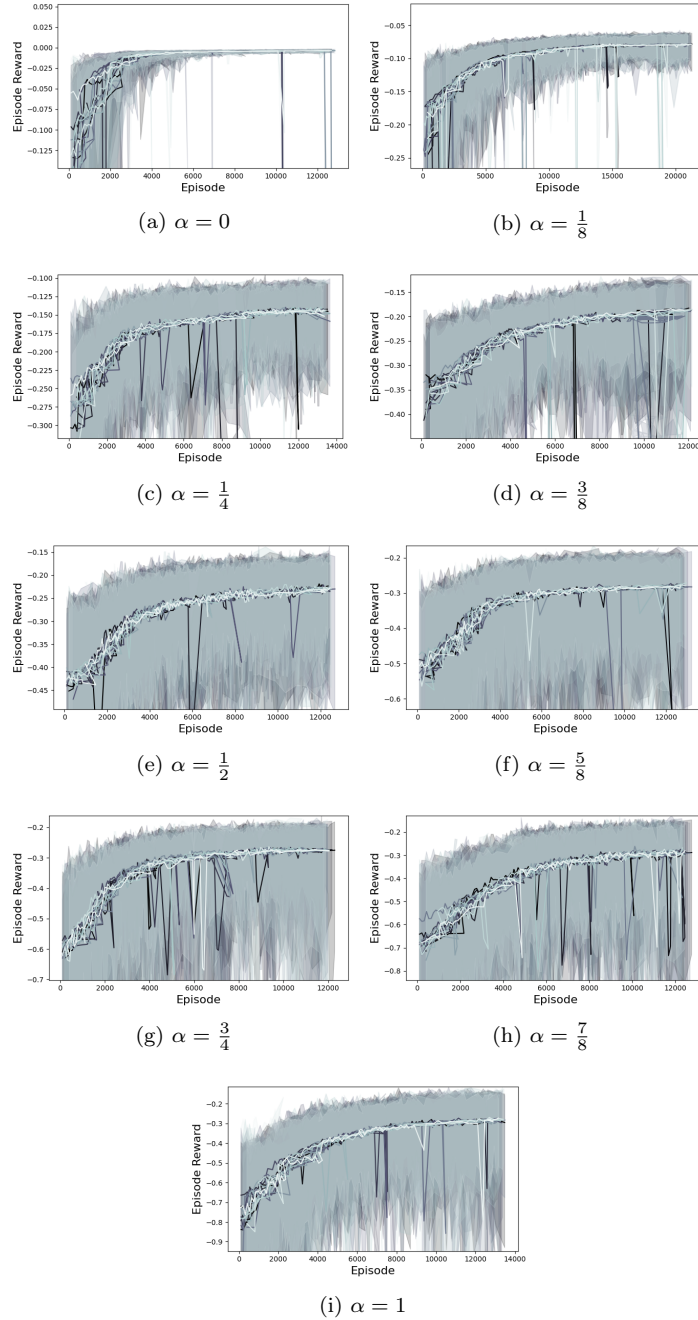 0.050
0.025
0.000
−0.025
−0.050
−0.075
−0.100
−0.125
Episode Reward
0 2000 4000 6000 8000 10000 12000
Episode
(a) α = 0
−0.05
−0.10
−0.15
−0.20
−0.25
Episode Reward
0 5000 10000 15000 20000
Episode
(b) α = 1/8
−0.100
−0.125
−0.150
−0.175
−0.200
−0.225
−0.250
−0.275
−0.300
Episode Reward
0 2000 4000 6000 8000 10000 12000 14000
Episode
(c) α = 1/4
−0.15
−0.20
−0.25
−0.30
−0.35
−0.40
Episode Reward
0 2000 4000 6000 8000 10000 12000
Episode
(d) α = 3/8
−0.15
−0.20
−0.25
−0.30
−0.35
−0.40
−0.45
Episode Reward
0 2000 4000 6000 8000 10000 12000
Episode
(e) α = 1/2
−0.2
−0.3
−0.4
−0.5
−0.6
Episode Reward
0 2000 4000 6000 8000 10000 12000
Episode
(f) α = 5/8
−0.2
−0.3
−0.4
−0.5
−0.6
−0.7
Episode Reward
0 2000 4000 6000 8000 10000 12000
Episode
(g) α = 3/4
−0.2
−0.3
−0.4
−0.5
−0.6
−0.7
−0.8
Episode Reward
0 2000 4000 6000 8000 10000 12000
Episode
(h) α = 7/8
−0.2
−0.3
−0.4
−0.5
−0.6
−0.7
−0.8
−0.9
Episode Reward
0 2000 4000 6000 8000 10000 12000 14000
Episode
(i) α = 1